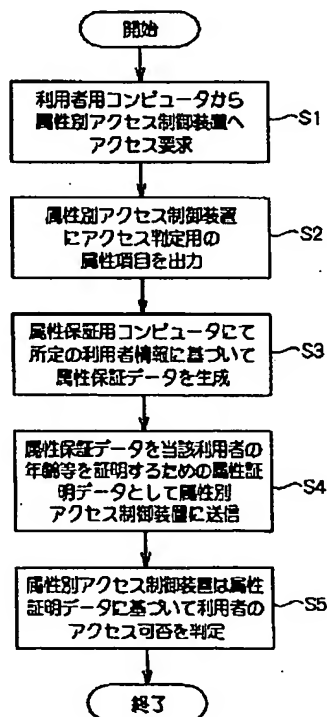 開始
利用者用コンピュータから
属性別アクセス制御装置へ
アクセス要求
S1
属性別アクセス制御装置
にアクセス判定用の
属性項目を出力
S2
属性保証用コンピュータにて
所定の利用者情報に基づいて
属性保証データを生成
S3
属性保証データを当該利用者の
年齢等を証明するための属性証
明データとして属性別
アクセス制御装置に送信
S4
属性別アクセス制御装置は属性
証明データに基づいて利用者の
アクセス可否を判定
S5
終了